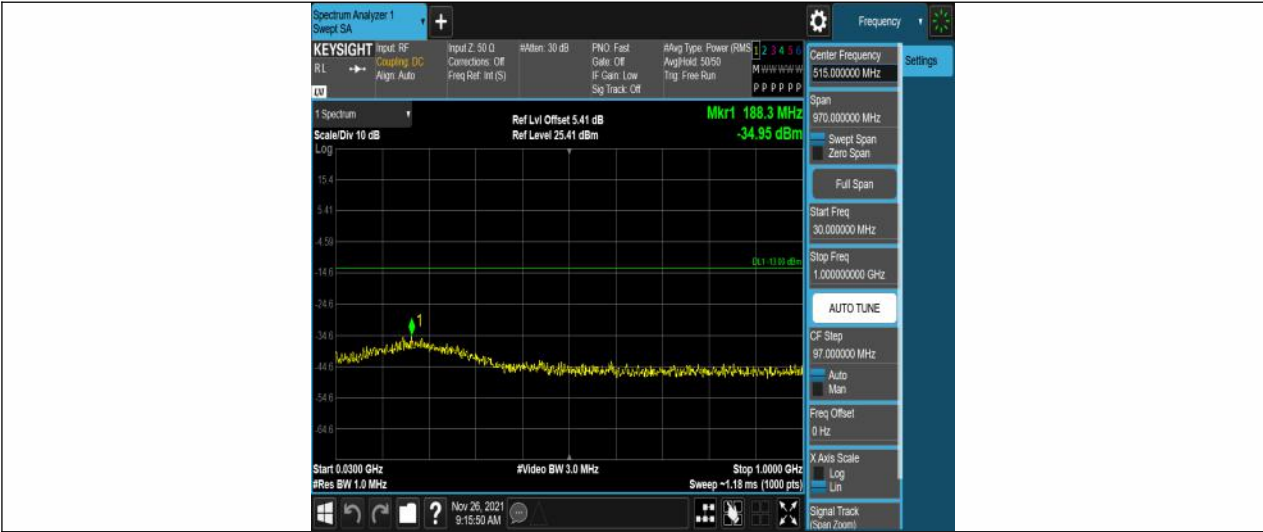 Spectrum Analyzer 1
Swept SA
+
Frequency
KEYSIGHT
RL
Input: RF
Coupling: DC
Align: Auto
Input Z: 50 Ω
Corrections: Off
Freq Ref: Int (S)
#Atten: 30 dB
PNO: Fast
Gate: Off
IF Gain: Low
Sig Track: Off
#Avg Type: Power (RMS
Avg|Hold: 50/50
Trig: Free Run
1 2 3 4 5 6
M W W W W W
P P P P P P
Center Frequency
515.000000 MHz
Settings
Span
970.000000 MHz
Swept Span
Zero Span
Full Span
Start Freq
30.000000 MHz
Stop Freq
1.000000000 GHz
AUTO TUNE
CF Step
97.000000 MHz
Auto
Man
Freq Offset
0 Hz
X Axis Scale
Log
Lin
Signal Track
(Span Zoom)
1 Spectrum
Scale/Div 10 dB
Log
Ref Lvl Offset 5.41 dB
Ref Level 25.41 dBm
Mkr1 188.3 MHz
-34.95 dBm
15.4
5.41
-4.59
DL1 -13.00 dBm
-14.6
-24.6
1
-34.6
-44.6
-54.6
-64.6
Start 0.0300 GHz
#Res BW 1.0 MHz
#Video BW 3.0 MHz
Stop 1.0000 GHz
Sweep ~1.18 ms (1000 pts)
?
Nov 26, 2021
9:15:50 AM